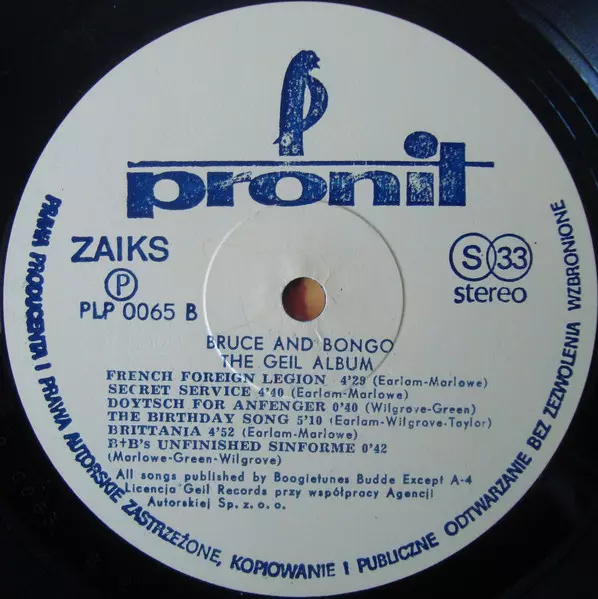 pronit
ZAIKS
P
PLP 0065 B
S 33
stereo
BRUCE AND BONGO
THE GEIL ALBUM
FRENCH FOREIGN LEGION 4'29 (Earlam-Marlowe)
SECRET SERVICE 4'40 (Earlam-Marlowe)
DOYTSCH FOR ANFENGER 0'40 (Wilgrove-Green)
THE BIRTHDAY SONG 5'10 (Earlam-Wilgrove-Taylor)
BRITTANJA 4'52 (Earlam-Marlowe)
B+B's UNFINISHED SINFORME 0'42
(Marlowe-Green-Wilgrove)
All songs published by Boogietunes Budde Except A-4
Licencja Geil Records przy współpracy Agencji
Autorskiej Sp. z. o. o.
PRAWA PRODUCENTA I PRAWA AUTORSKIE ZASTRZEŻONE, KOPIOWANIE I PUBLICZNE ODTWARZANIE BEZ ZEZWOLENIA WZBRONIONE